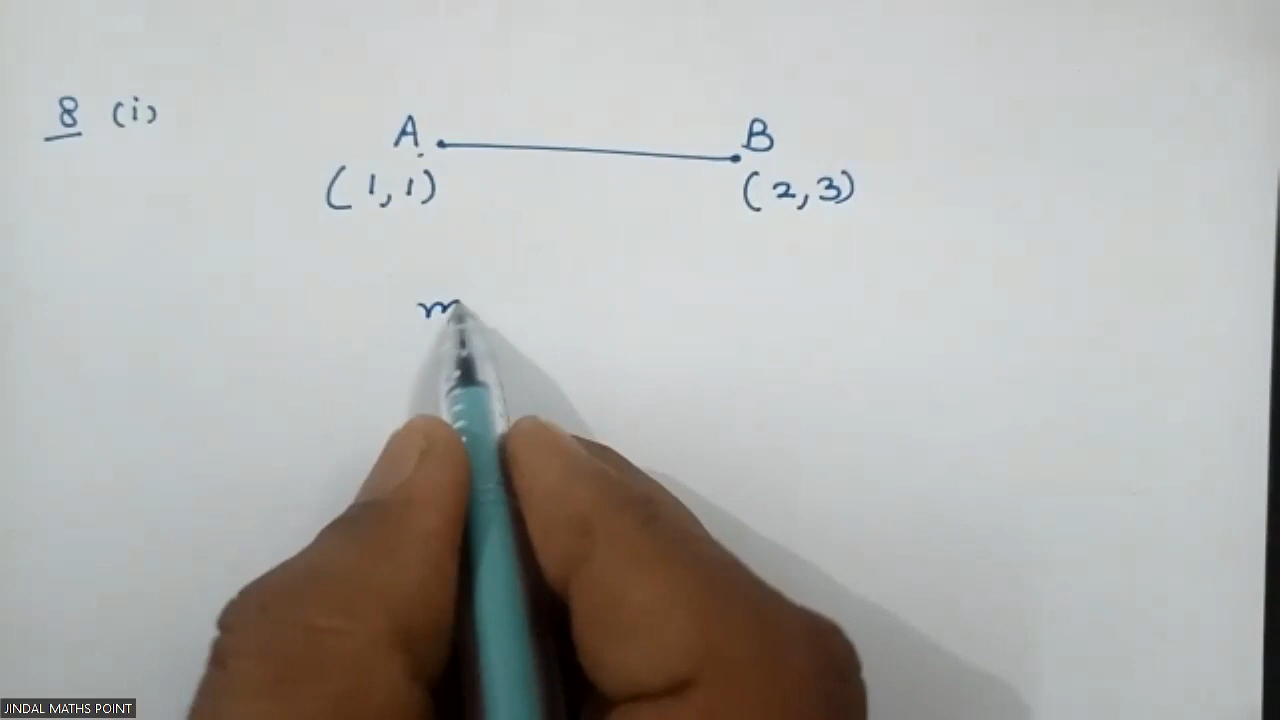 8 (i)
A B
(1,1) (2,3)
m
JINDAL MATHS POINT